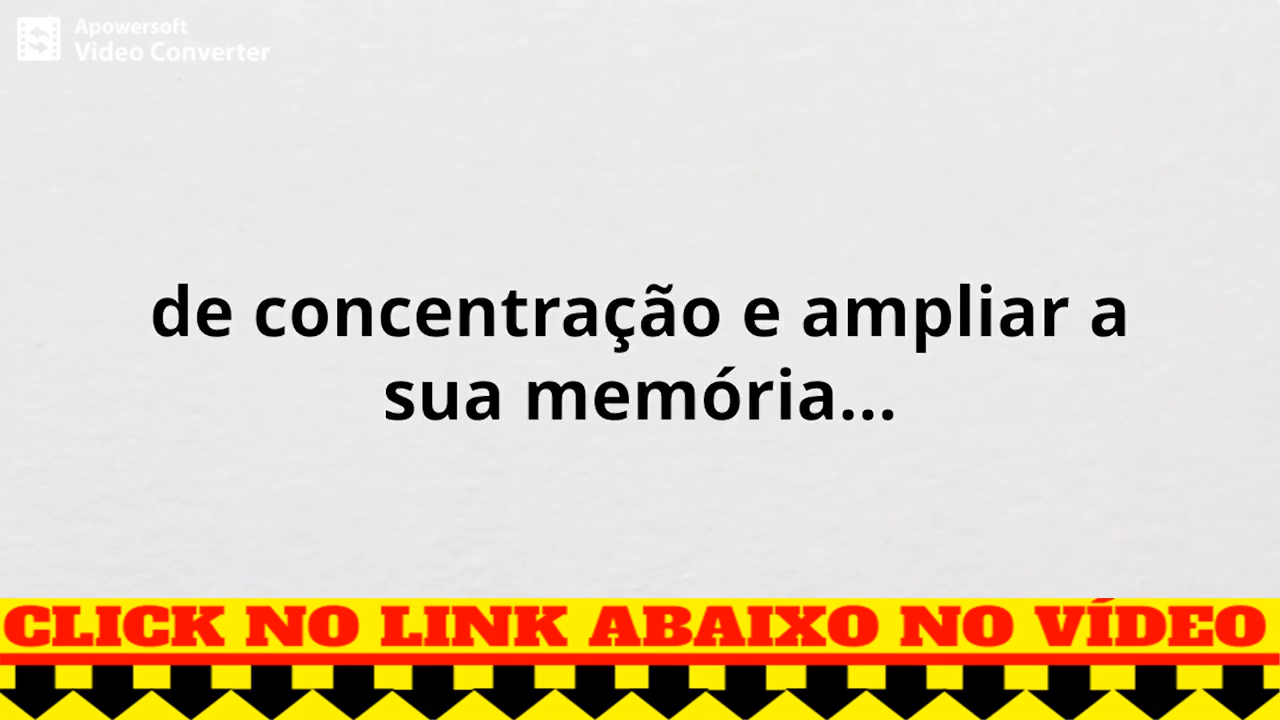 Apowersoft
Video Converter
de concentração e ampliar a
sua memória...
CLICK NO LINK ABAIXO NO VÍDEO